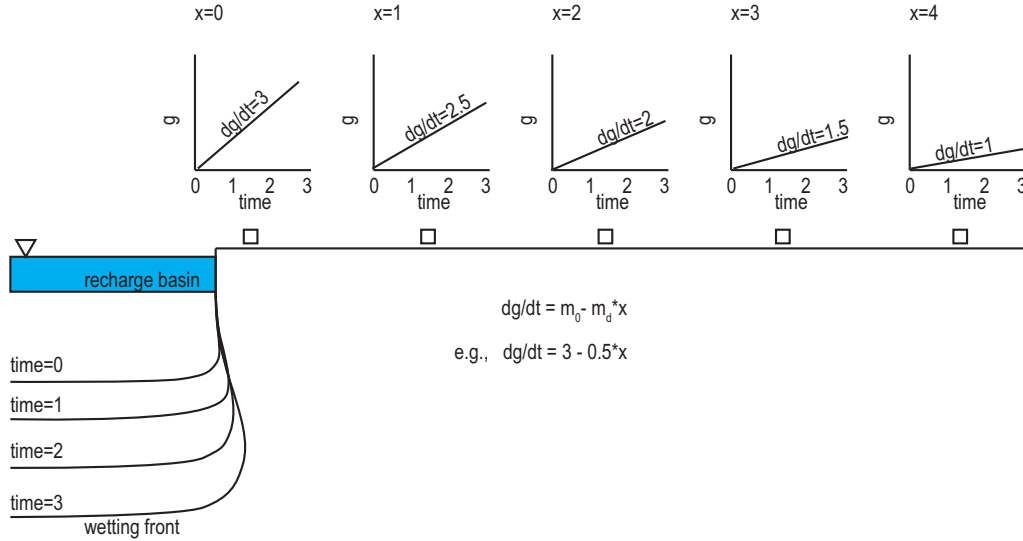 x=0
x=1
x=2
x=3
x=4
g
dg/dt=3
0 1 2 3
time
g
dg/dt=2.5
0 1 2 3
time
g
dg/dt=2
0 1 2 3
time
g
dg/dt=1.5
0 1 2 3
time
g
dg/dt=1
0 1 2 3
time
recharge basin
dg/dt = m₀- m_d*x
e.g., dg/dt = 3 - 0.5*x
time=0
time=1
time=2
time=3
wetting front